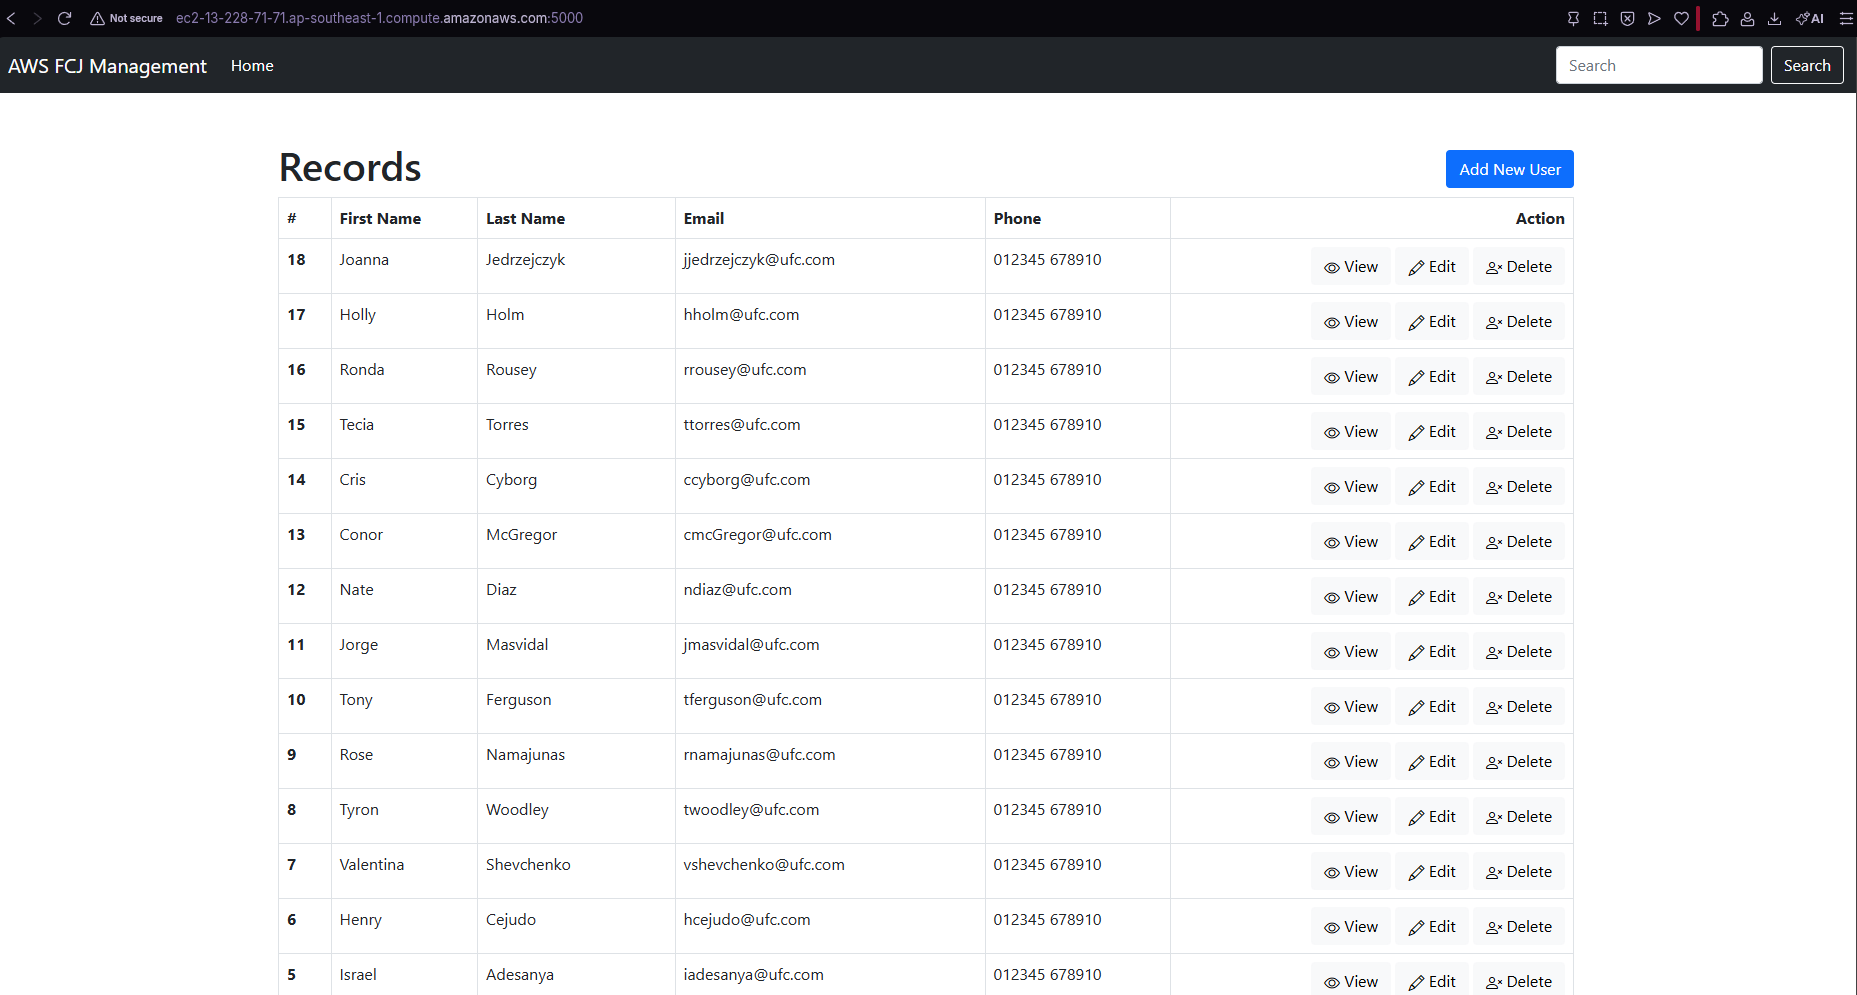 Not secure ec2-13-228-71-71.ap-southeast-1.compute.amazonaws.com:5000 AI
AWS FCJ Management Home Search Search
Records Add New User
# First Name Last Name Email Phone Action
18 Joanna Jedrzejczyk jjedrzejczyk@ufc.com 012345 678910 View Edit Delete
17 Holly Holm hholm@ufc.com 012345 678910 View Edit Delete
16 Ronda Rousey rrousey@ufc.com 012345 678910 View Edit Delete
15 Tecia Torres ttorres@ufc.com 012345 678910 View Edit Delete
14 Cris Cyborg ccyborg@ufc.com 012345 678910 View Edit Delete
13 Conor McGregor cmcGregor@ufc.com 012345 678910 View Edit Delete
12 Nate Diaz ndiaz@ufc.com 012345 678910 View Edit Delete
11 Jorge Masvidal jmasvidal@ufc.com 012345 678910 View Edit Delete
10 Tony Ferguson tferguson@ufc.com 012345 678910 View Edit Delete
9 Rose Namajunas rnamajunas@ufc.com 012345 678910 View Edit Delete
8 Tyron Woodley twoodley@ufc.com 012345 678910 View Edit Delete
7 Valentina Shevchenko vshevchenko@ufc.com 012345 678910 View Edit Delete
6 Henry Cejudo hcejudo@ufc.com 012345 678910 View Edit Delete
5 Israel Adesanya iadesanya@ufc.com 012345 678910 View Edit Delete